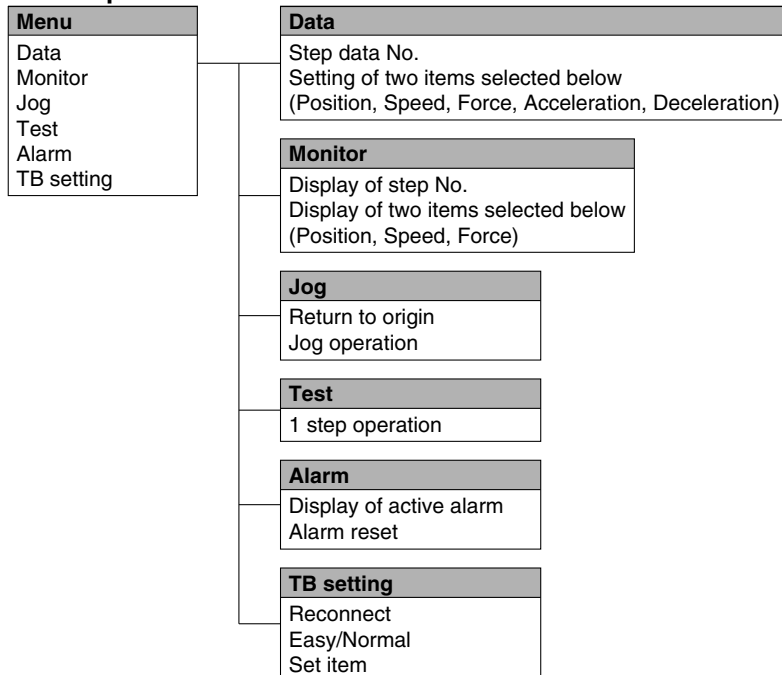 Menu
Data
Monitor
Jog
Test
Alarm
TB setting
Data
Step data No.
Setting of two items selected below
(Position, Speed, Force, Acceleration, Deceleration)
Monitor
Display of step No.
Display of two items selected below
(Position, Speed, Force)
Jog
Return to origin
Jog operation
Test
1 step operation
Alarm
Display of active alarm
Alarm reset
TB setting
Reconnect
Easy/Normal
Set item